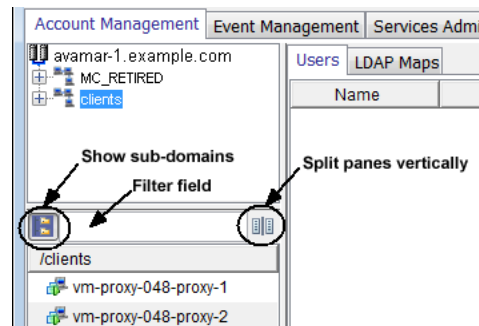 Account Management Event Management Services Admi
avamar-1.example.com
MC_RETIRED
clients
Users LDAP Maps
Name
Show sub-domains
Split panes vertically
Filter field
/clients
vm-proxy-048-proxy-1
vm-proxy-048-proxy-2